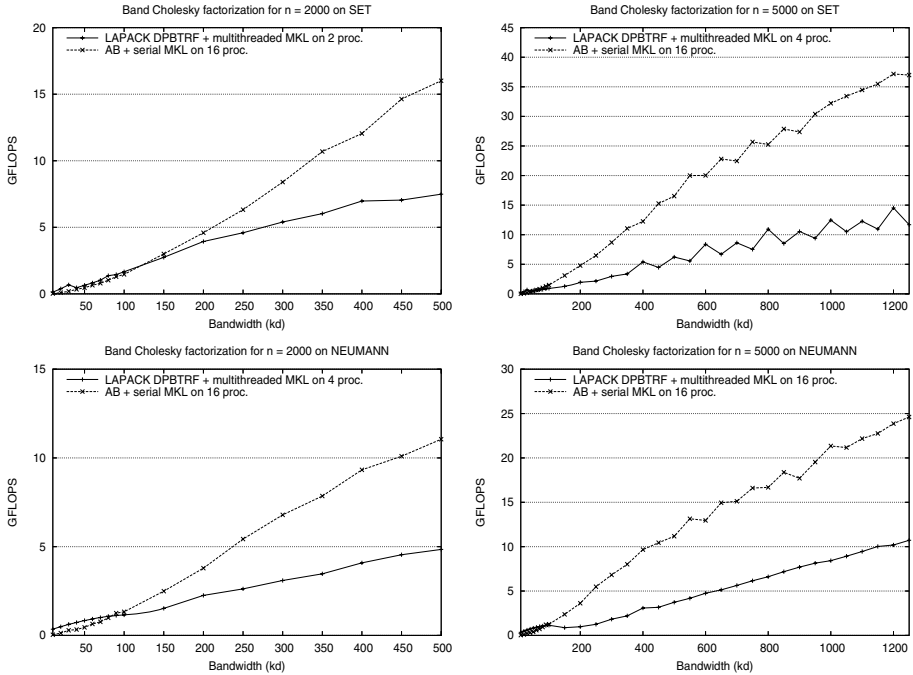 Band Cholesky factorization for n = 2000 on SET
LAPACK DPBTRF + multithreaded MKL on 2 proc.
AB + serial MKL on 16 proc.
GFLOPS
20
15
10
5
0
50 100 150 200 250 300 350 400 450 500
Bandwidth (kd)
Band Cholesky factorization for n = 5000 on SET
LAPACK DPBTRF + multithreaded MKL on 4 proc.
AB + serial MKL on 16 proc.
GFLOPS
45
40
35
30
25
20
15
10
5
0
200 400 600 800 1000 1200
Bandwidth (kd)
Band Cholesky factorization for n = 2000 on NEUMANN
LAPACK DPBTRF + multithreaded MKL on 4 proc.
AB + serial MKL on 16 proc.
GFLOPS
15
10
5
0
50 100 150 200 250 300 350 400 450 500
Bandwidth (kd)
Band Cholesky factorization for n = 5000 on NEUMANN
LAPACK DPBTRF + multithreaded MKL on 16 proc.
AB + serial MKL on 16 proc.
GFLOPS
30
25
20
15
10
5
0
200 400 600 800 1000 1200
Bandwidth (kd)